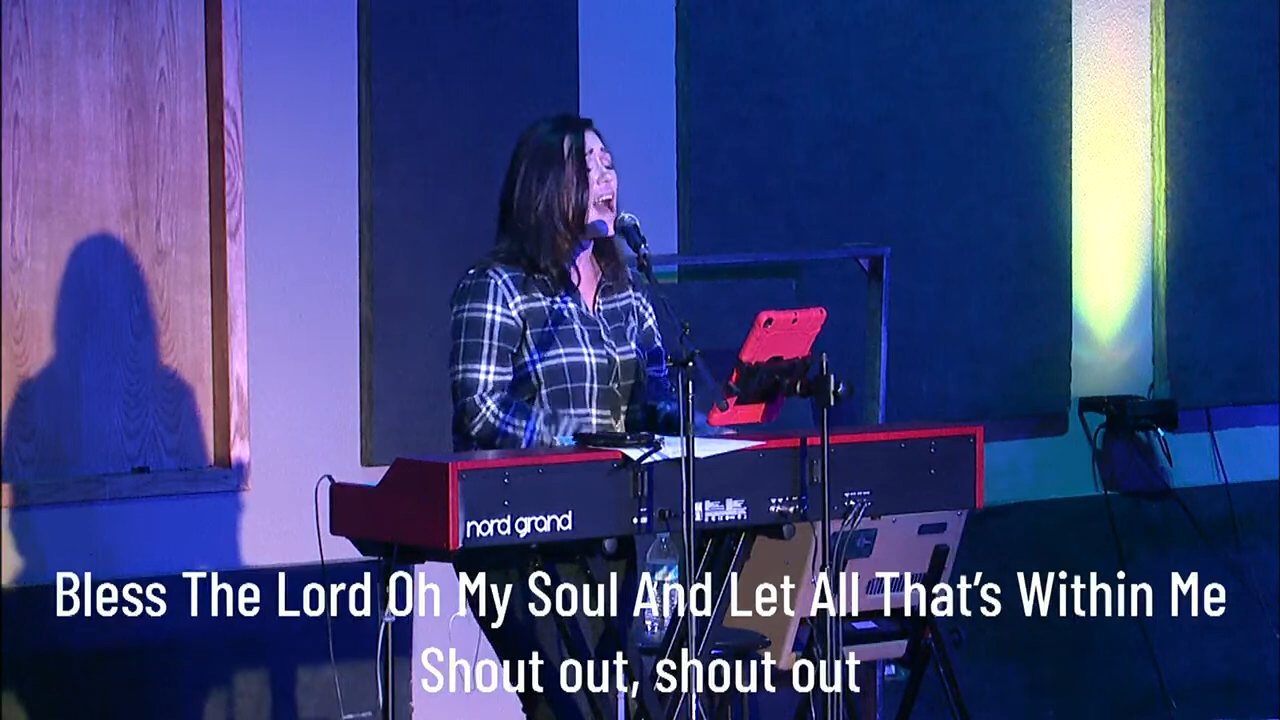 nord grand
Bless The Lord Oh My Soul And Let All That's Within Me
Shout out, shout out